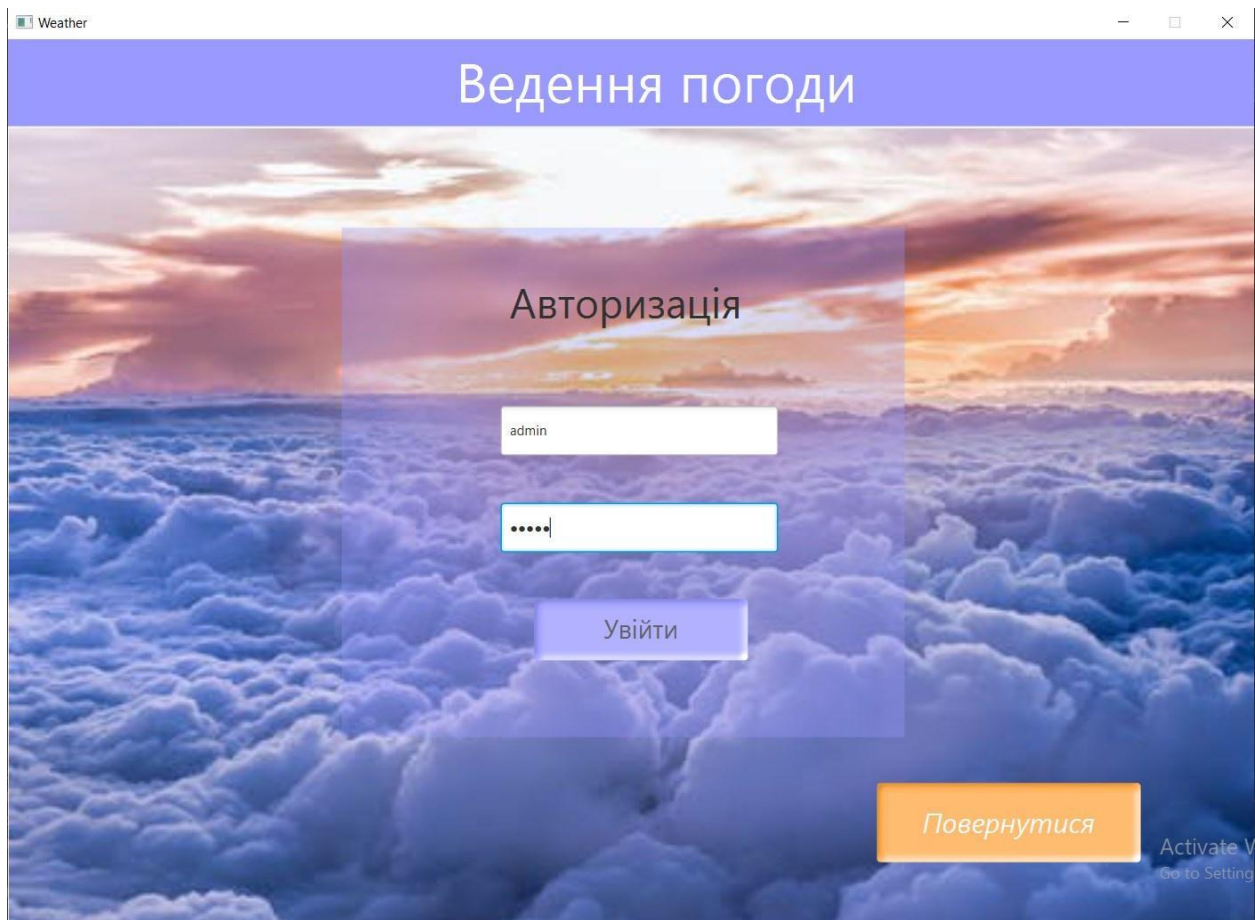 Weather
Ведення погоди
Авторизація
admin
•••••
Увійти
Повернутися
Activate
Go to Setting